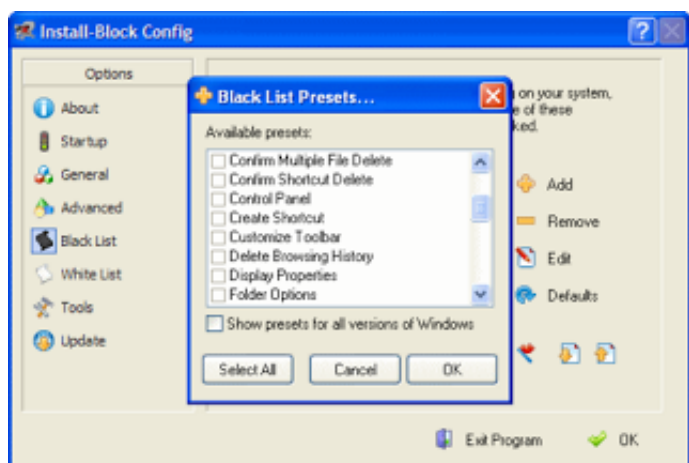 Install-Block Config
Options
About
Startup
General
Advanced
Black List
White List
Tools
Update
on your system,
e of these
ked.
Add
Remove
Edit
Defaults
Exit Program
OK
Black List Presets...
Available presets:
Confirm Multiple File Delete
Confirm Shortcut Delete
Control Panel
Create Shortcut
Customize Toolbar
Delete Browsing History
Display Properties
Folder Options
Show presets for all versions of Windows
Select All
Cancel
OK